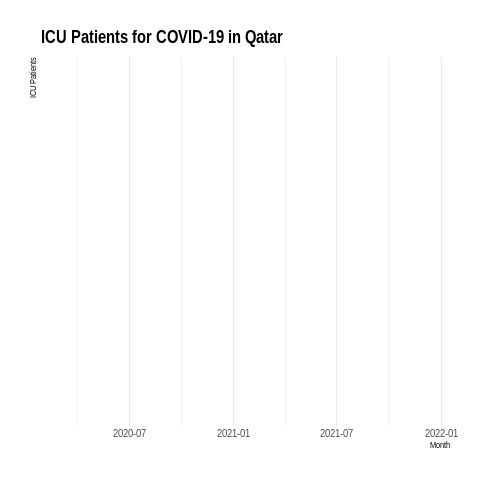 ICU Patients for COVID-19 in Qatar
ICU Patients
2020-07 2021-01 2021-07 2022-01
Month